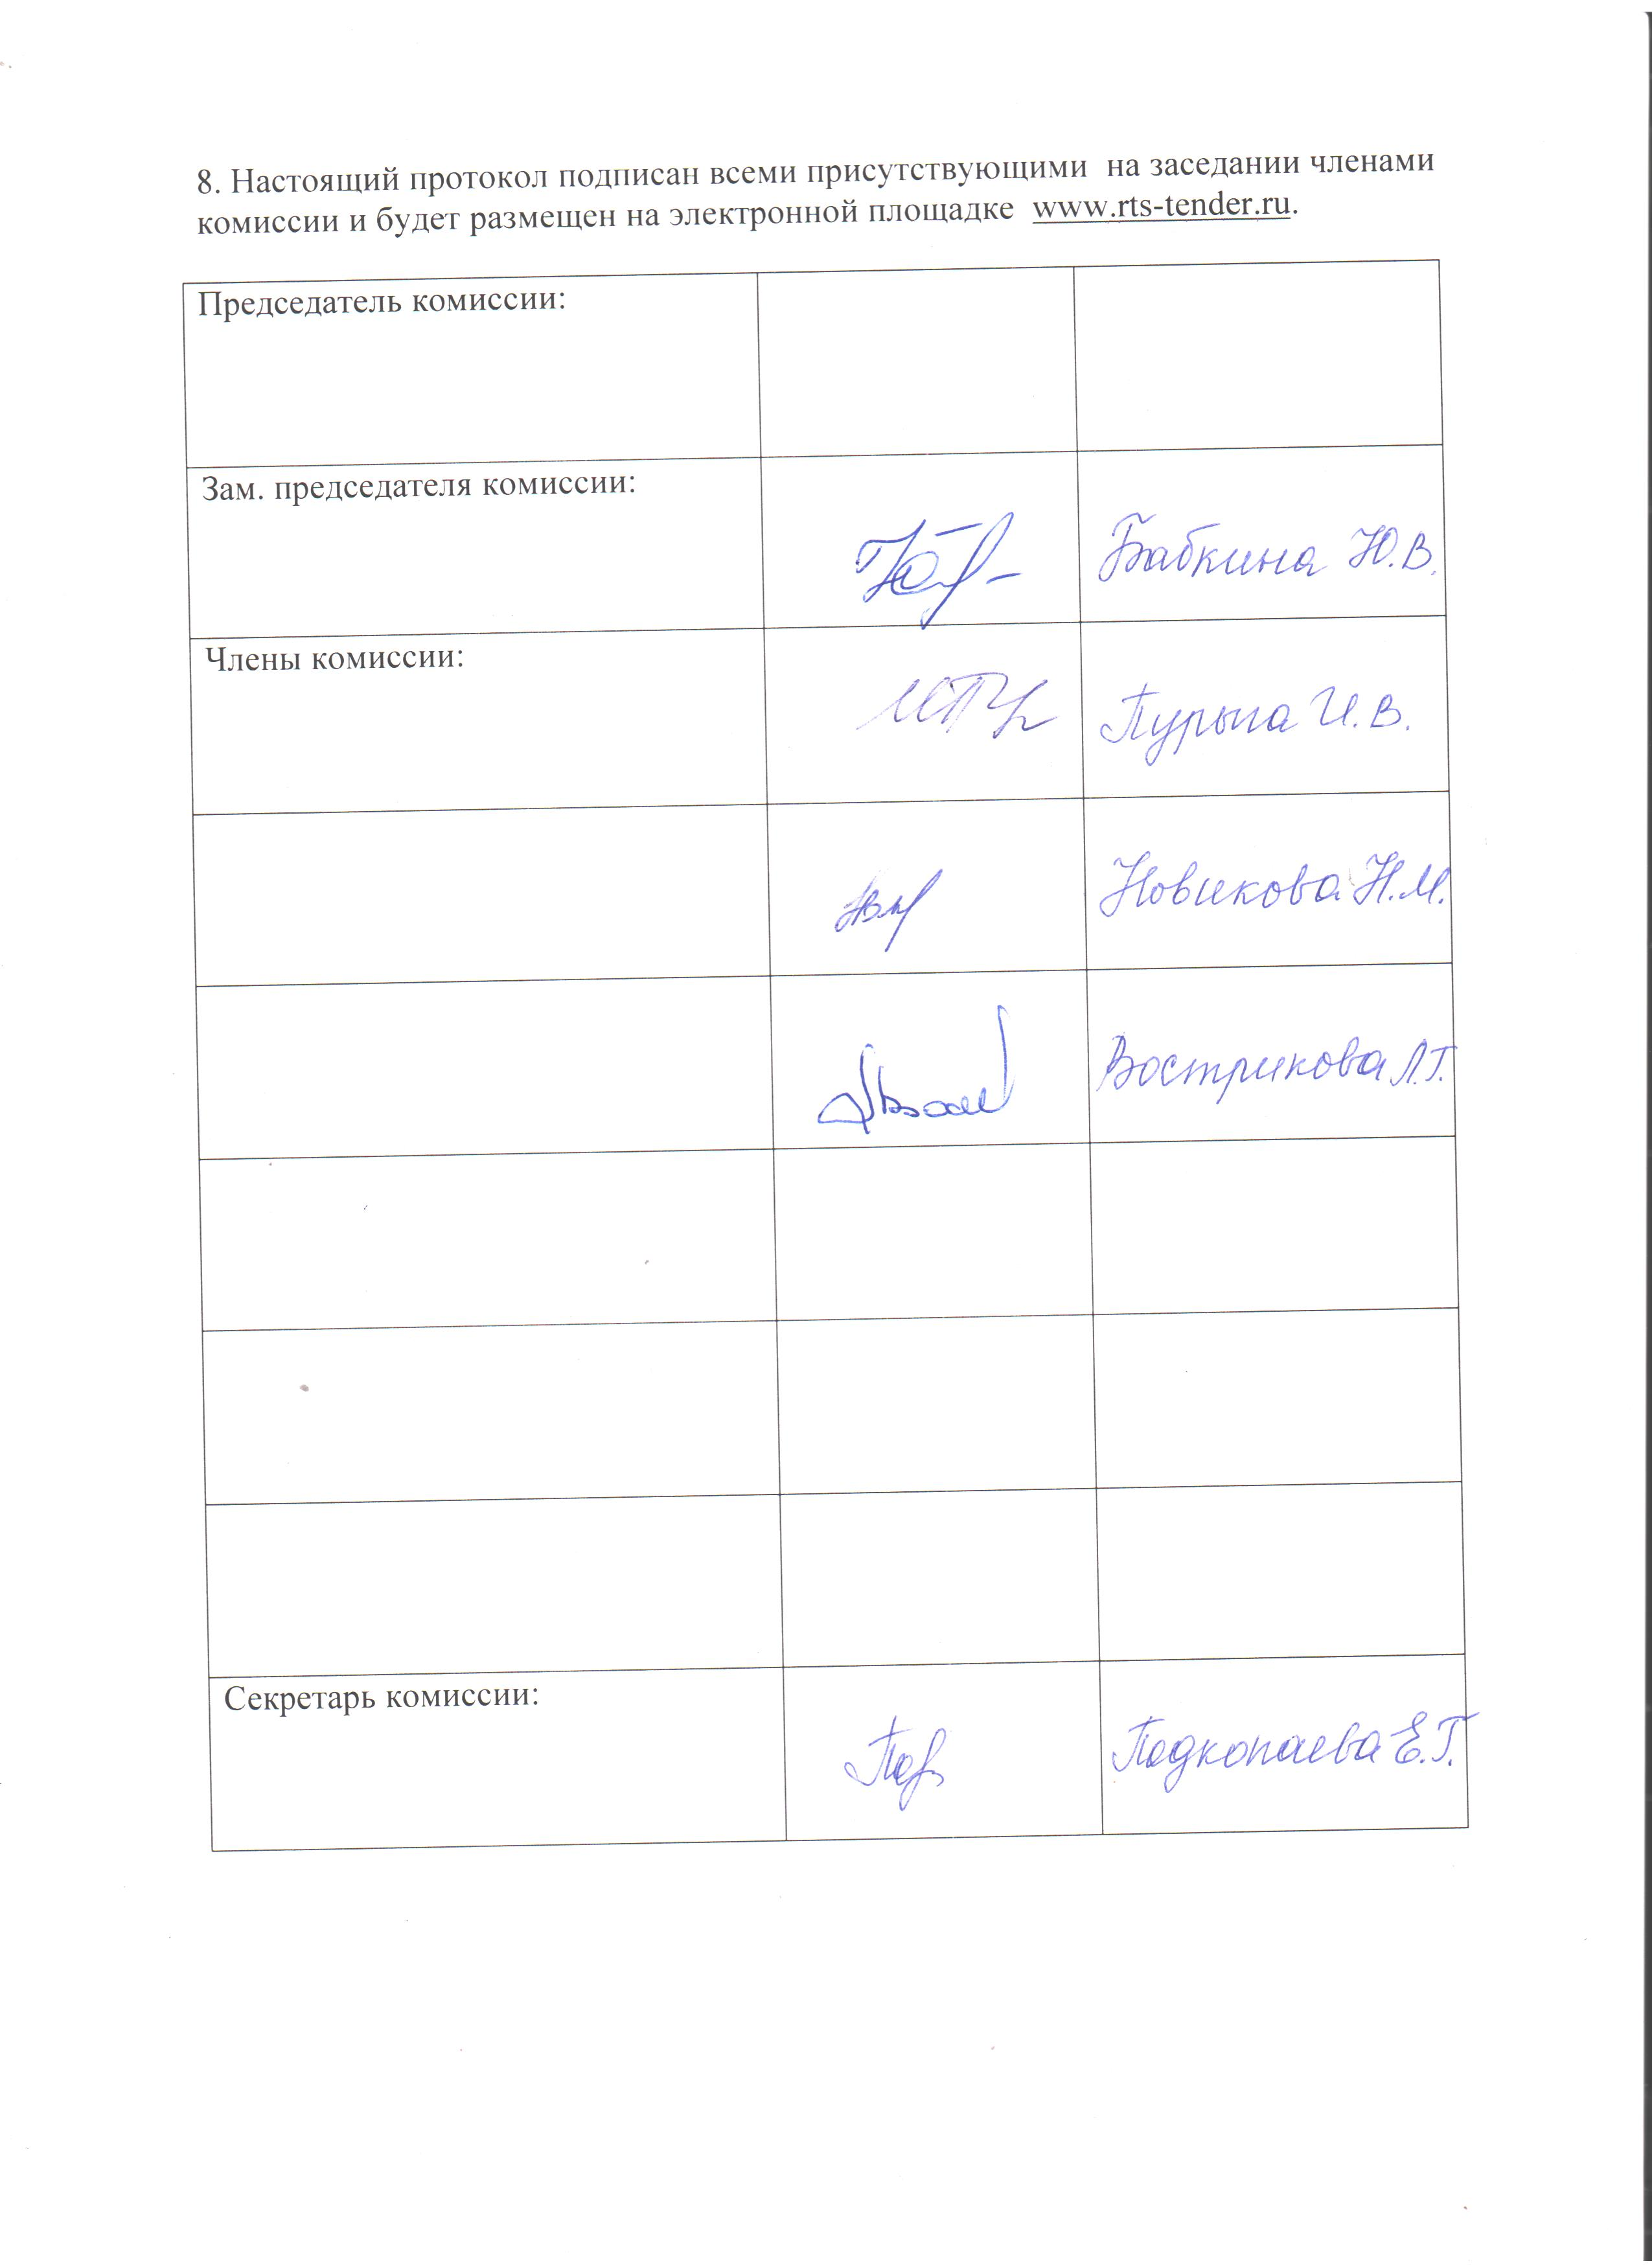 8. Настоящий протокол подписан всеми присутствующими на заседании членами
комиссии и будет размещен на электронной площадке www.rts-tender.ru.
Председатель комиссии:
Зам. председателя комиссии:
Бабкина Ю.В.
Члены комиссии:
И.В.
Новикова Н.М.
Вострикова Л.Г.
Секретарь комиссии:
Подкопаева Е.Г.